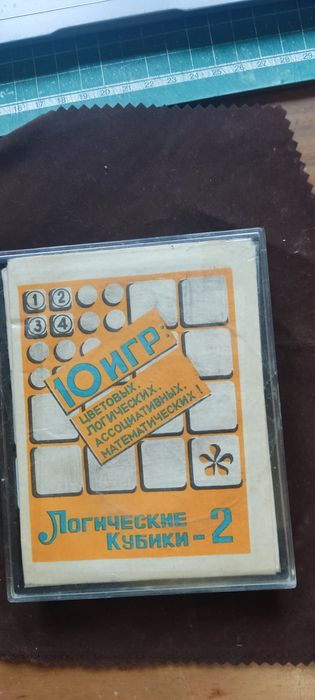 1 2
3 4
10 ИГР:
ЦВЕТОВЫХ,
ЛОГИЧЕСКИХ,
АССОЦИАТИВНЫХ,
МАТЕМАТИЧЕСКИХ!
ЛОГИЧЕСКИЕ
КУБИКИ - 2